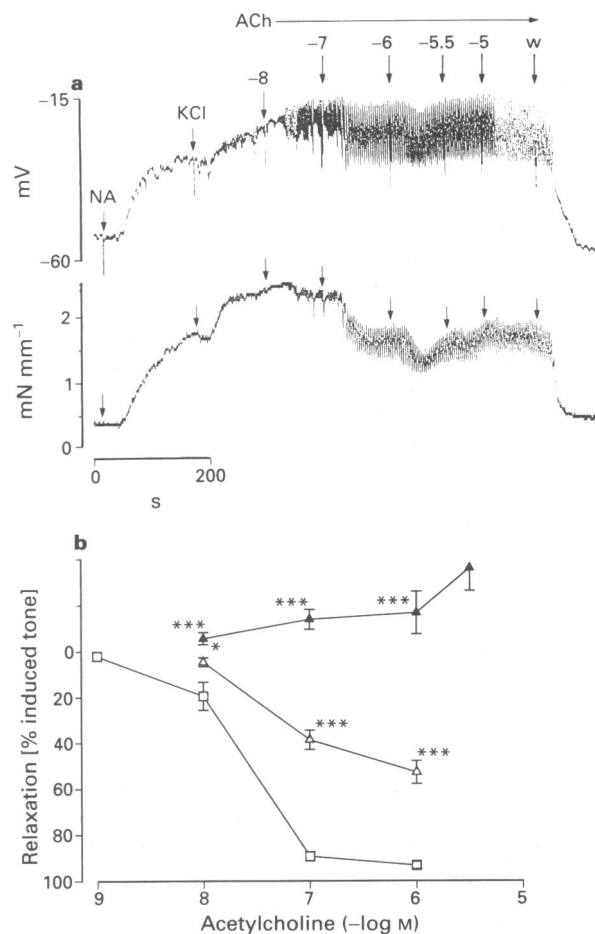 ACh
-7 -6 -5.5 -5 w
a -8
-15 KCl
mV
NA
-60
2
mN mm⁻¹
1
0
0 200
s
b
*** *** ***
0 *
20
Relaxation [% induced tone]
40 *** ***
60
80
100
9 8 7 6 5
Acetylcholine (–log M)